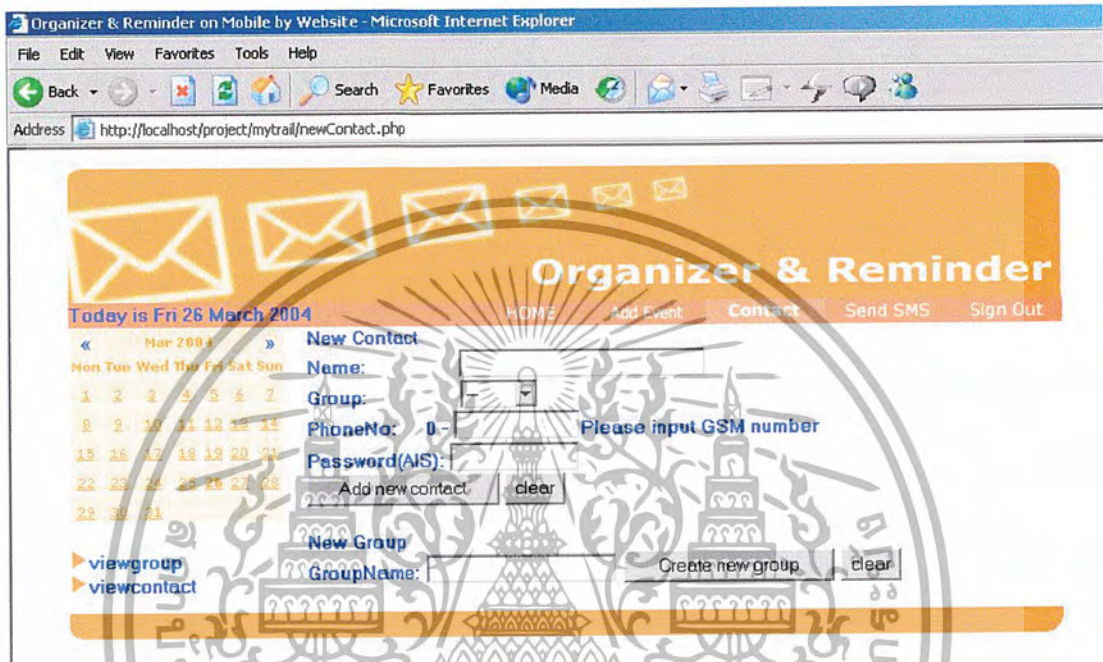 Organizer & Reminder on Mobile by Website - Microsoft Internet Explorer
File Edit View Favorites Tools Help
Back Search Favorites Media
Address http://localhost/project/mytrail/newContact.php
Organizer & Reminder
Today is Fri 26 March 2004 HOME Add Event Contact Send SMS Sign Out
« Mar 2004 »
Mon Tue Wed Thu Fri Sat Sun
1 2 3 4 5 6 7
8 9 10 11 12 13 14
15 16 17 18 19 20 21
22 23 24 25 26 27 28
29 30 31
viewgroup
viewcontact
New Contact
Name:
Group: --
PhoneNo: 0 - Please input GSM number
Password(AIS):
Add new contact clear
New Group
GroupName: Create new group clear